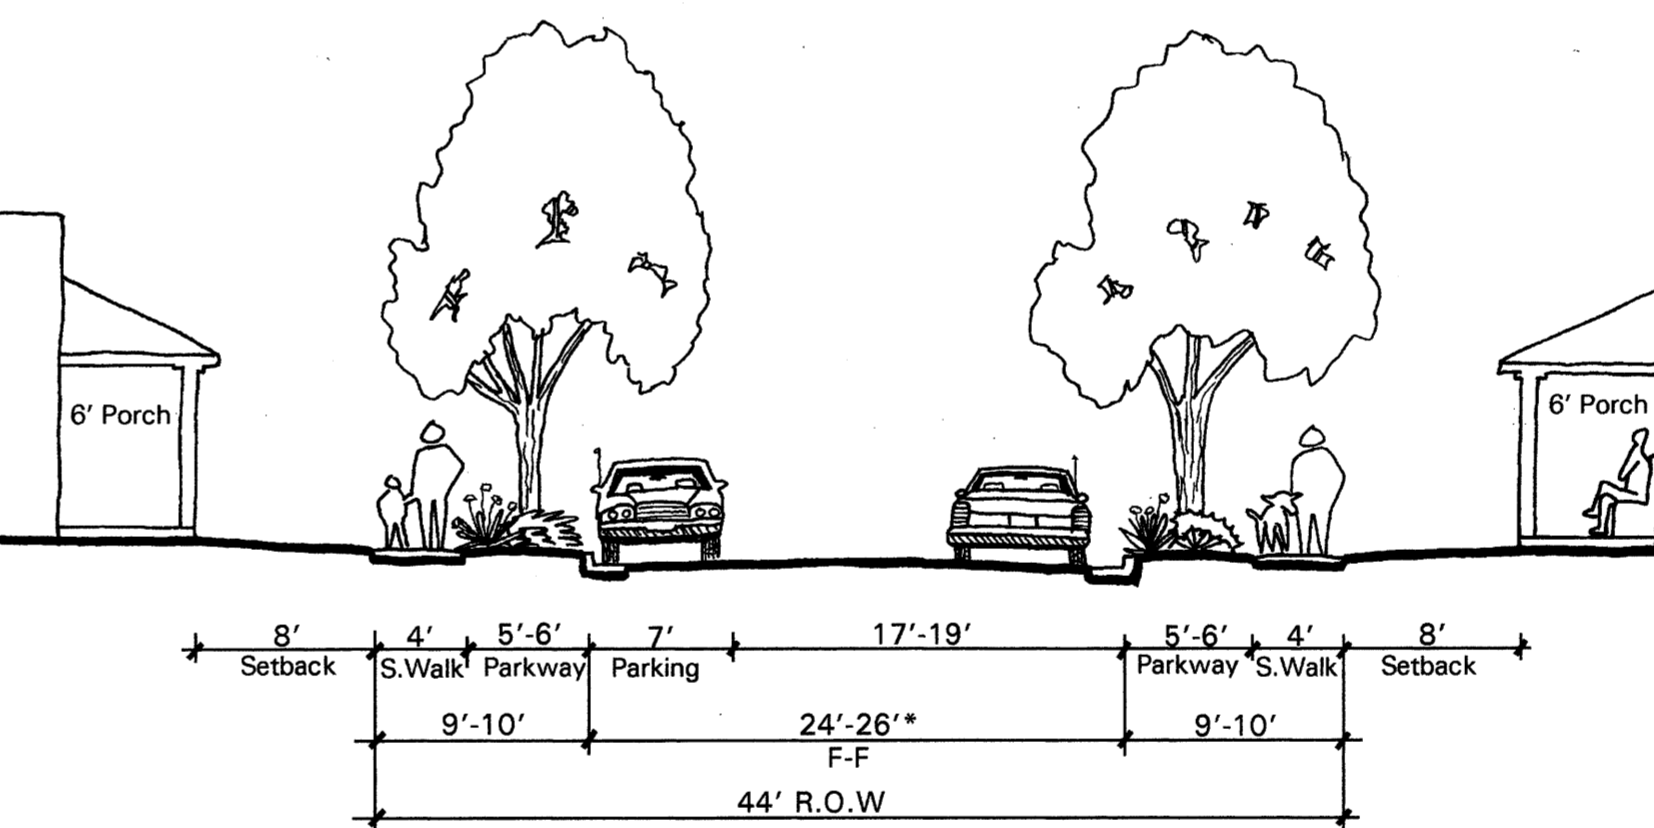 6' Porch
6' Porch
8' 4' 5'-6' 7' 17'-19' 5'-6' 4' 8'
Setback S.Walk Parkway Parking Parkway S.Walk Setback
9'-10' 24'-26'* 9'-10'
F-F
44' R.O.W